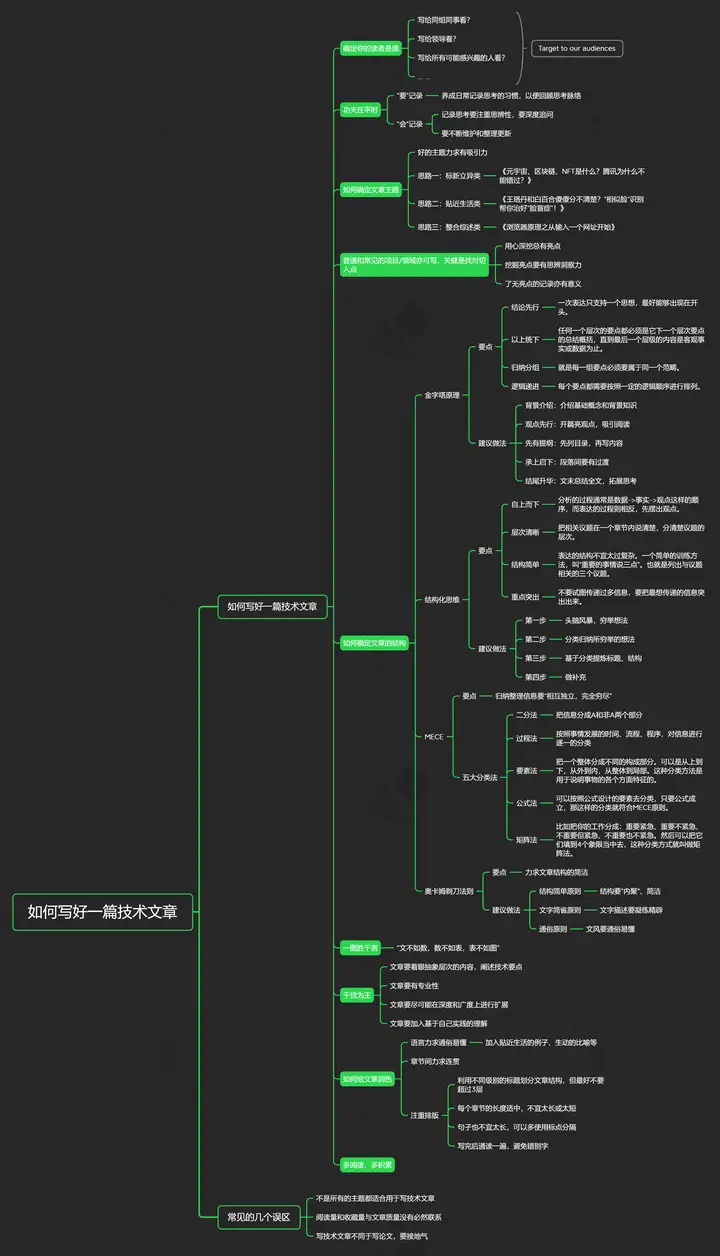 如何写好一篇技术文章
如何写好一篇技术文章
确定你的读者是谁
写给同组同事看？
写给领导看？
写给所有可能感兴趣的人看？
... ...
Target to our audiences
功夫在平时
“要”记录
养成日常记录思考的习惯，以便回顾思考脉络
“会”记录
记录思考要注重思辨性，要深度追问
要不断维护和整理更新
如何确定文章主题
好的主题力求有吸引力
思路一：标新立异类
《元宇宙、区块链、NFT是什么？腾讯为什么不
能错过？》
思路二：贴近生活类
《王珞丹和白百合傻傻分不清楚？“相似脸”识别
帮你治好“脸盲症”！》
思路三：整合综述类
《浏览器原理之从输入一个网址开始》
普通和常见的项目/领域亦可写，关键是找对切
入点
用心深挖总有亮点
挖掘亮点要有思辨洞察力
了无亮点的记录亦有意义
如何确定文章的结构
金字塔原理
要点
结论先行
一次表达只支持一个思想，最好能够出现在开
头。
以上统下
任何一个层次的要点都必须是它下一个层次要点
的总结概括，直到最后一个层级的内容是客观事
实或数据为止。
归纳分组
就是每一组要点必须要属于同一个范畴。
逻辑递进
每个要点都需要按照一定的逻辑顺序进行排列。
建议做法
背景介绍：介绍基础概念和背景知识
观点先行：开篇亮观点，吸引阅读
先有提纲：先列目录，再写内容
承上启下：段落间要有过渡
结尾升华：文末总结全文，拓展思考
结构化思维
要点
自上而下
分析的过程通常是数据->事实->观点这样的顺
序，而表达的过程则相反，先摆出观点。
层次清晰
把相关议题在一个章节内说清楚，分清楚议题的
层次。
结构简单
表达的结构不宜太过复杂。一个简单的训练方
法，叫“重要的事情说三点”。也就是列出与议题
相关的三个议题。
重点突出
不要试图传递过多信息，要把最想传递的信息突
出出来。
建议做法
第一步
头脑风暴，穷举想法
第二步
分类归纳所穷举的想法
第三步
基于分类提炼标题、结构
第四步
做补充
MECE
要点
归纳整理信息要“相互独立，完全穷尽”
五大分类法
二分法
把信息分成A和非A两个部分
过程法
按照事情发展的时间、流程、程序，对信息进行
逐一的分类
要素法
把一个整体分成不同的构成部分。可以是从上到
下，从外到内，从整体到局部。这种分类方法是
用于说明事物的各个方面特征的。
公式法
可以按照公式设计的要素去分类，只要公式成
立，那这样的分类就符合MECE原则。
矩阵法
比如把你的工作分成：重要紧急、重要不紧急、
不重要但紧急、不重要也不紧急。然后可以把它
们填到4个象限当中去，这种分类方式就叫做矩
阵法。
奥卡姆剃刀法则
要点
力求文章结构的简洁
建议做法
结构简单原则
结构要“内聚”、简洁
文字简省原则
文字描述要凝练精辟
通俗原则
文风要通俗易懂
一图胜千言
“文不如数，数不如表，表不如图”
干货为王
文章要着眼抽象层次的内容，阐述技术要点
文章要有专业性
文章要尽可能在深度和广度上进行扩展
文章要加入基于自己实践的理解
如何给文章润色
语言力求通俗易懂
加入贴近生活的例子、生动的比喻等
章节间力求连贯
注重排版
利用不同级别的标题划分文章结构，但最好不要
超过3层
每个章节的长度适中，不宜太长或太短
句子也不宜太长，可以多使用标点分隔
写完后通读一遍，避免错别字
多阅读、多积累
常见的几个误区
不是所有的主题都适合用于写技术文章
阅读量和收藏量与文章质量没有必然联系
写技术文章不同于写论文，要接地气